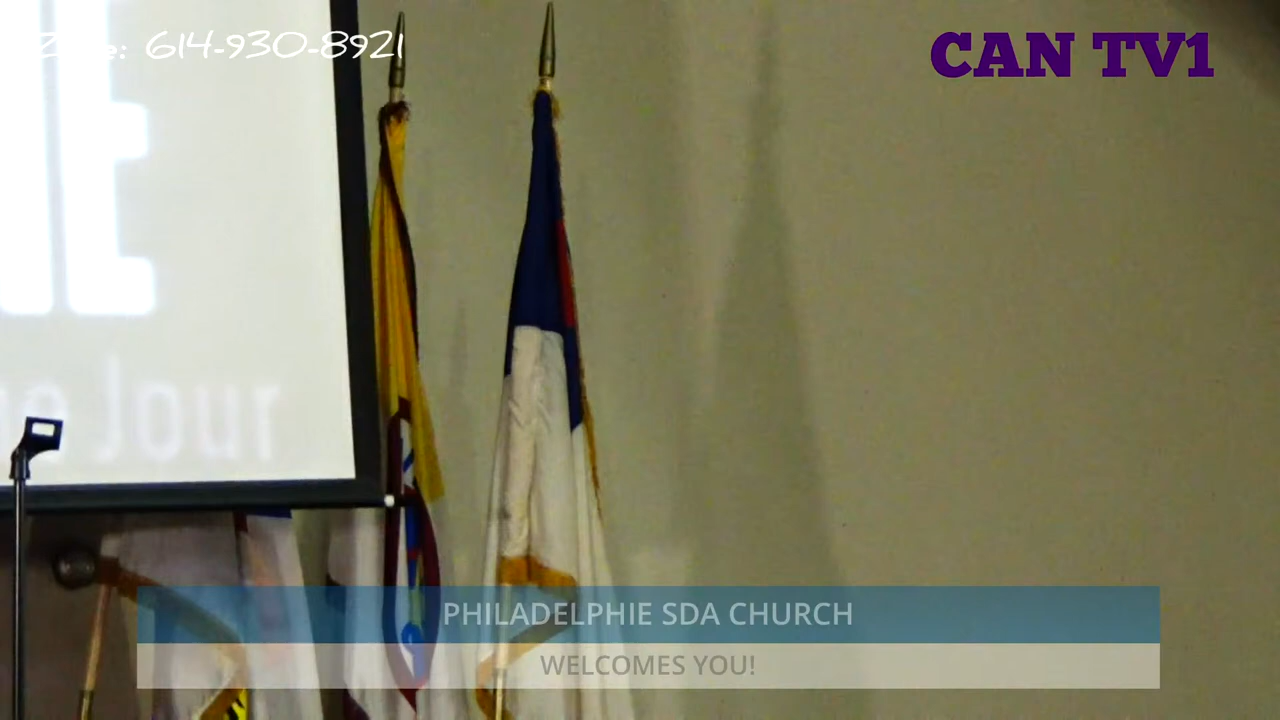 614-930-8921
CAN TV1
E
Jour
PHILADELPHIE SDA CHURCH
WELCOMES YOU!